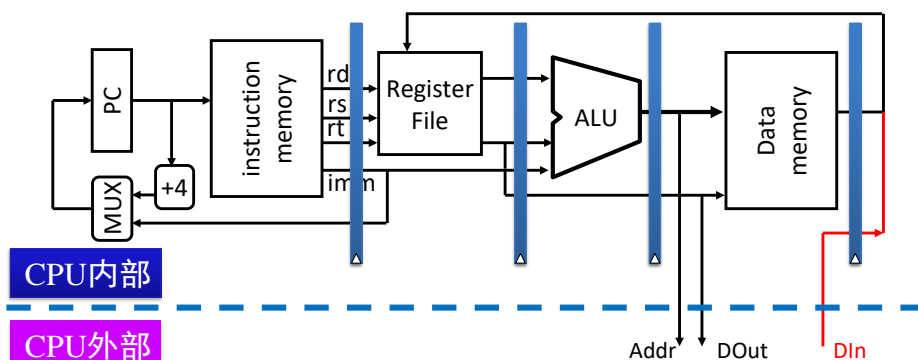 PC
+4
MUX
instruction
memory
rd
rs
rt
imm
Register
File
ALU
Data
memory
CPU内部
CPU外部
Addr
DOut
DIn